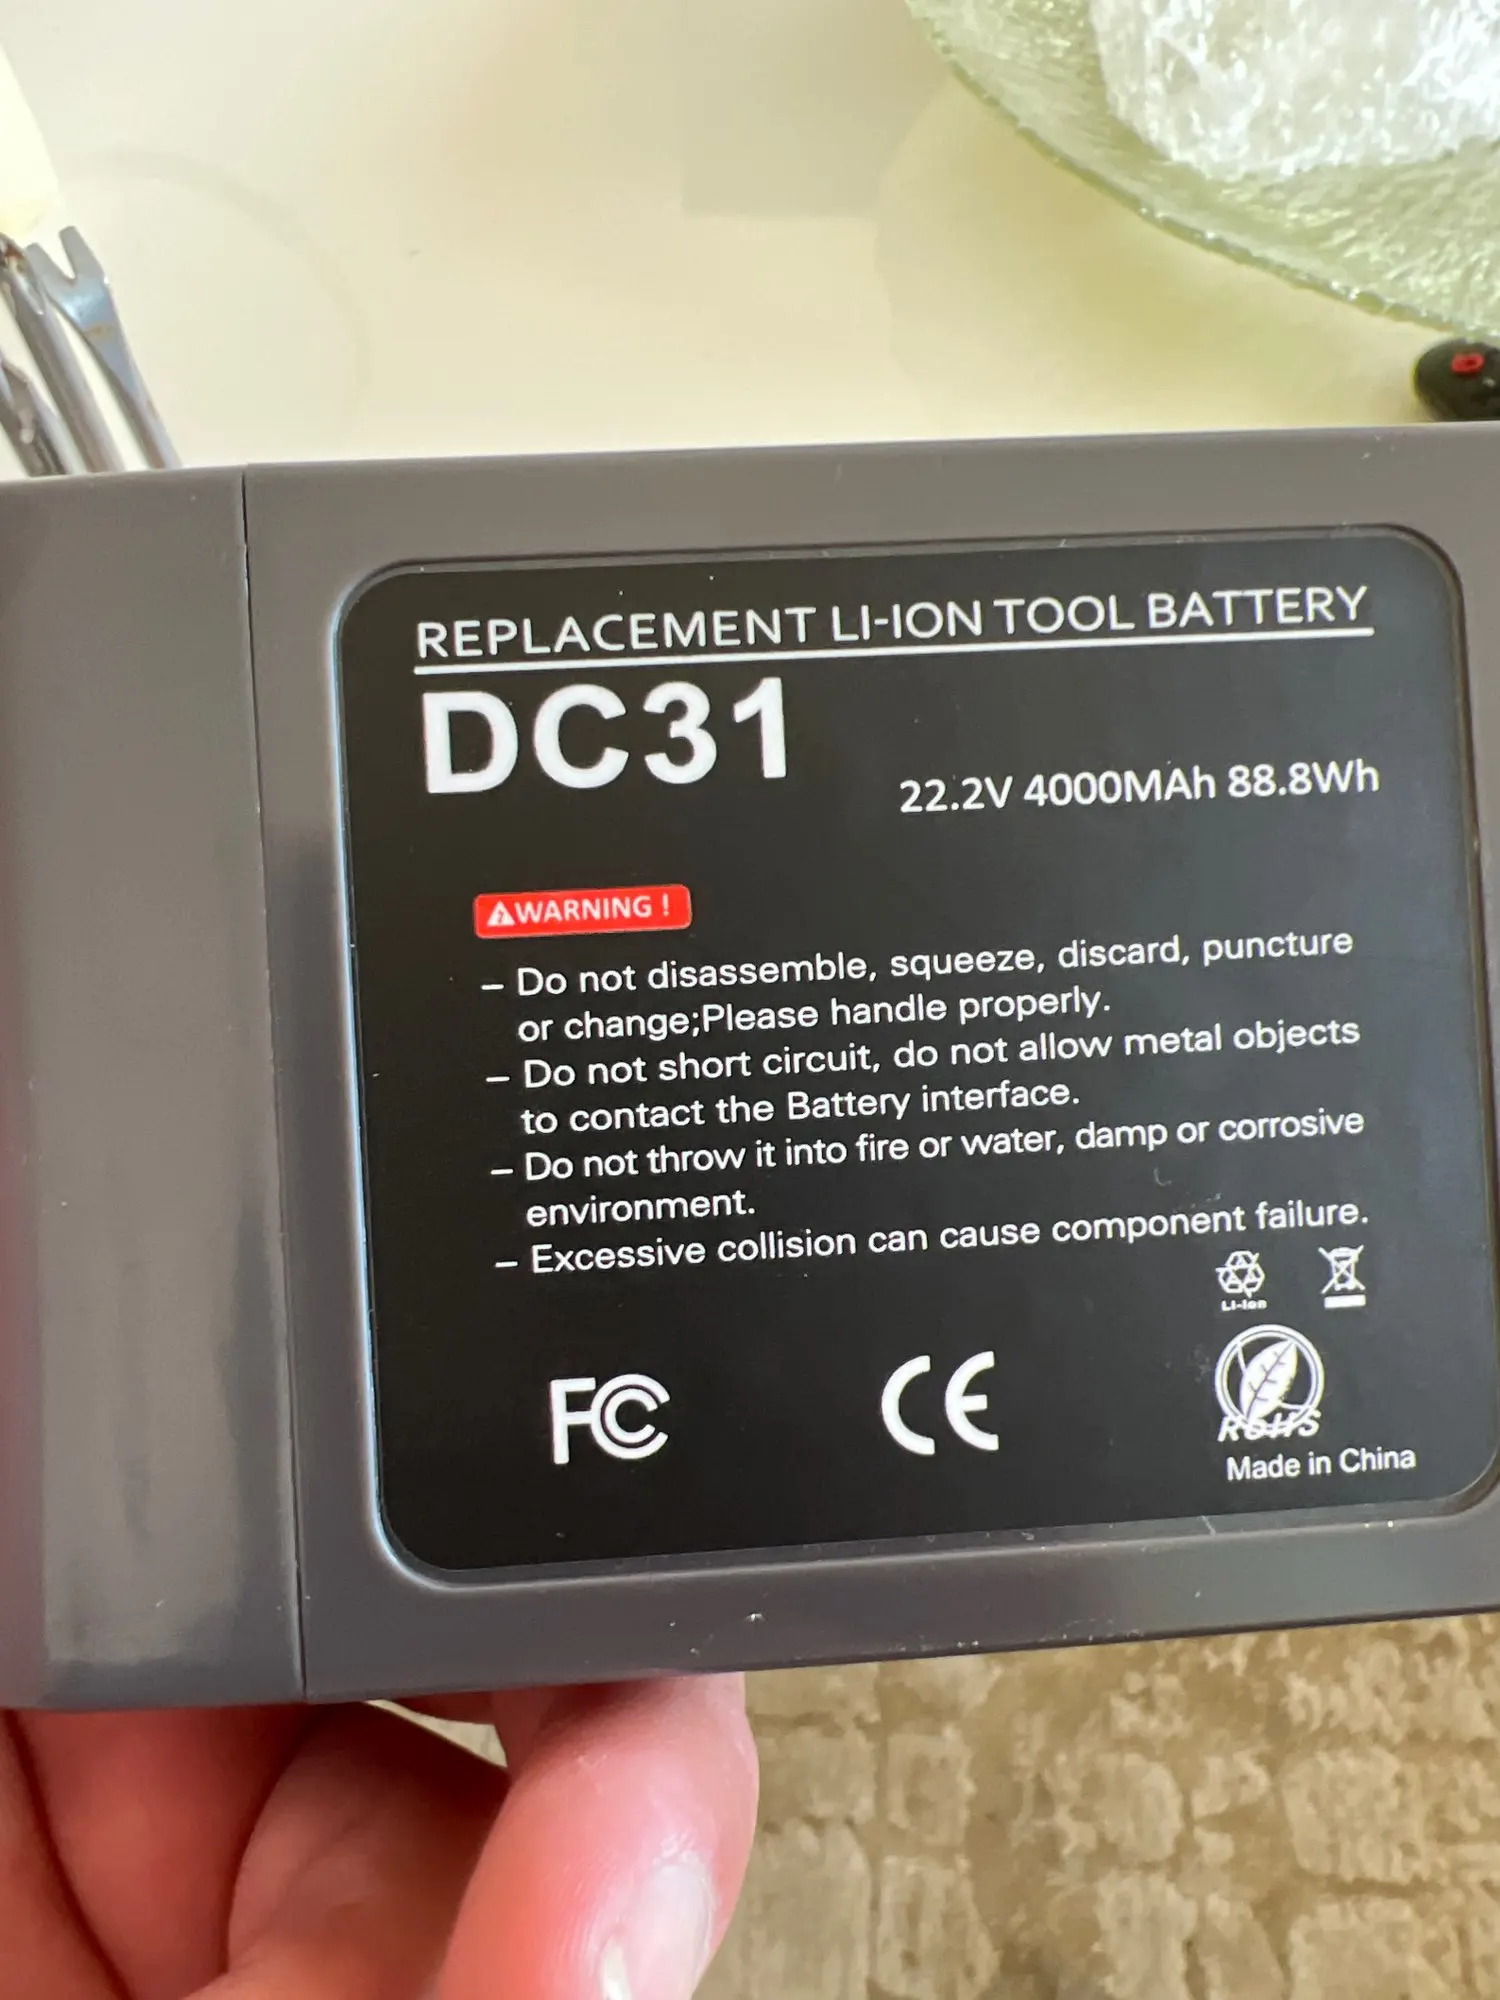 REPLACEMENT LI-ION TOOL BATTERY
DC31
22.2V 4000MAh 88.8Wh
WARNING !
– Do not disassemble, squeeze, discard, puncture
or change;Please handle properly.
– Do not short circuit, do not allow metal objects
to contact the Battery interface.
– Do not throw it into fire or water, damp or corrosive
environment.
– Excessive collision can cause component failure.
Li-ion
FC CE RoHS
Made in China